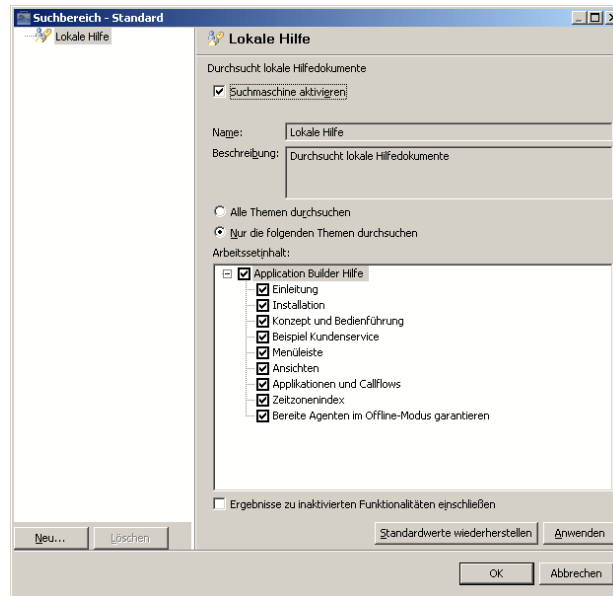 Suchbereich - Standard
Lokale Hilfe
Lokale Hilfe
Durchsucht lokale Hilfedokumente
Suchmaschine aktivieren
Name:
Lokale Hilfe
Beschreibung:
Durchsucht lokale Hilfedokumente
Alle Themen durchsuchen
Nur die folgenden Themen durchsuchen
Arbeitssetinhalt:
Application Builder Hilfe
Einleitung
Installation
Konzept und Bedienführung
Beispiel Kundenservice
Menüleiste
Ansichten
Applikationen und Callflows
Zeitzonenindex
Bereite Agenten im Offline-Modus garantieren
Ergebnisse zu inaktivierten Funktionalitäten einschließen
Neu...
Löschen
Standardwerte wiederherstellen
Anwenden
OK
Abbrechen